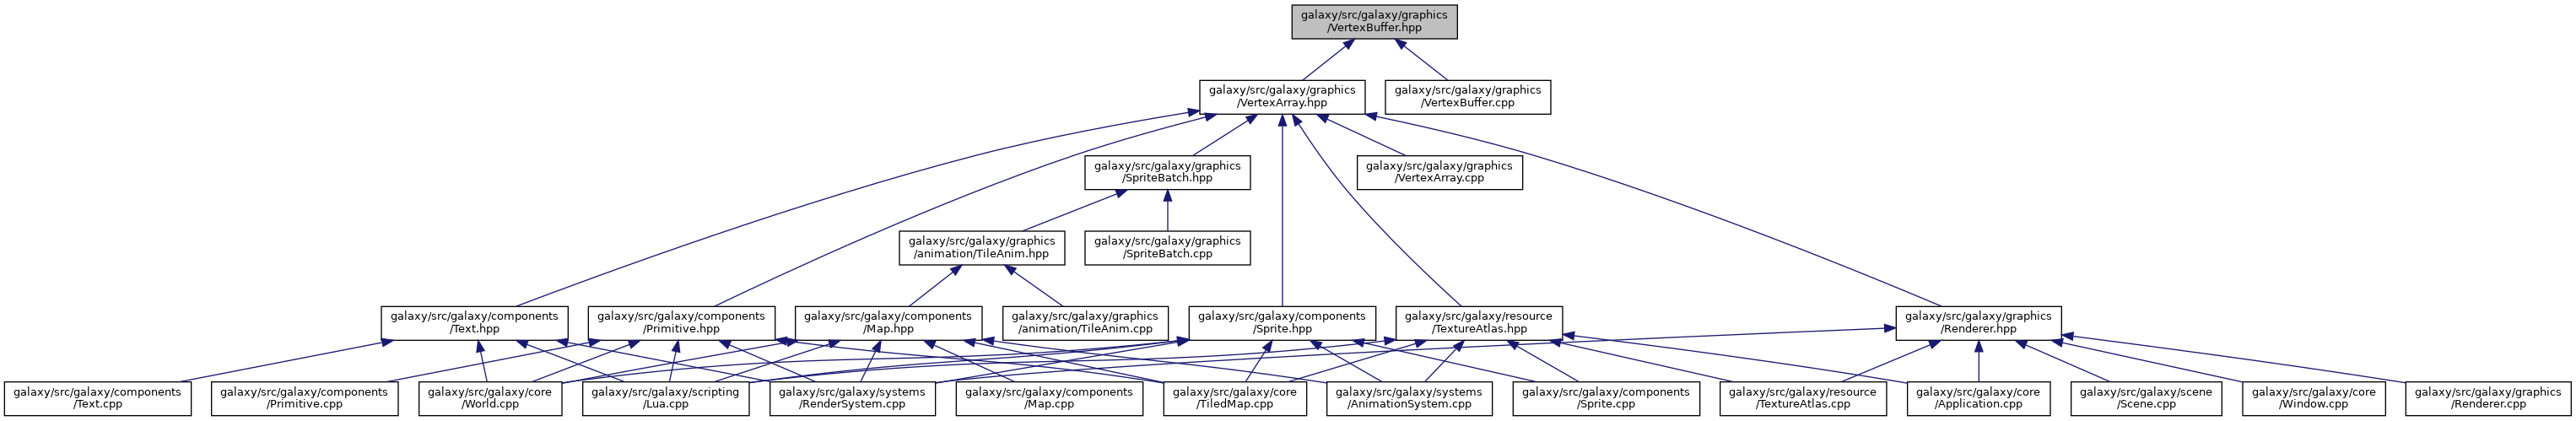 galaxy/src/galaxy/graphics
/VertexBuffer.hpp
galaxy/src/galaxy/graphics
/VertexArray.hpp
galaxy/src/galaxy/graphics
/VertexBuffer.cpp
galaxy/src/galaxy/graphics
/SpriteBatch.hpp
galaxy/src/galaxy/graphics
/VertexArray.cpp
galaxy/src/galaxy/graphics
/animation/TileAnim.hpp
galaxy/src/galaxy/graphics
/SpriteBatch.cpp
galaxy/src/galaxy/components
/Text.hpp
galaxy/src/galaxy/components
/Primitive.hpp
galaxy/src/galaxy/components
/Map.hpp
galaxy/src/galaxy/graphics
/animation/TileAnim.cpp
galaxy/src/galaxy/components
/Sprite.hpp
galaxy/src/galaxy/resource
/TextureAtlas.hpp
galaxy/src/galaxy/graphics
/Renderer.hpp
galaxy/src/galaxy/components
/Text.cpp
galaxy/src/galaxy/components
/Primitive.cpp
galaxy/src/galaxy/core
/World.cpp
galaxy/src/galaxy/scripting
/Lua.cpp
galaxy/src/galaxy/systems
/RenderSystem.cpp
galaxy/src/galaxy/components
/Map.cpp
galaxy/src/galaxy/core
/TiledMap.cpp
galaxy/src/galaxy/systems
/AnimationSystem.cpp
galaxy/src/galaxy/components
/Sprite.cpp
galaxy/src/galaxy/resource
/TextureAtlas.cpp
galaxy/src/galaxy/core
/Application.cpp
galaxy/src/galaxy/scene
/Scene.cpp
galaxy/src/galaxy/core
/Window.cpp
galaxy/src/galaxy/graphics
/Renderer.cpp